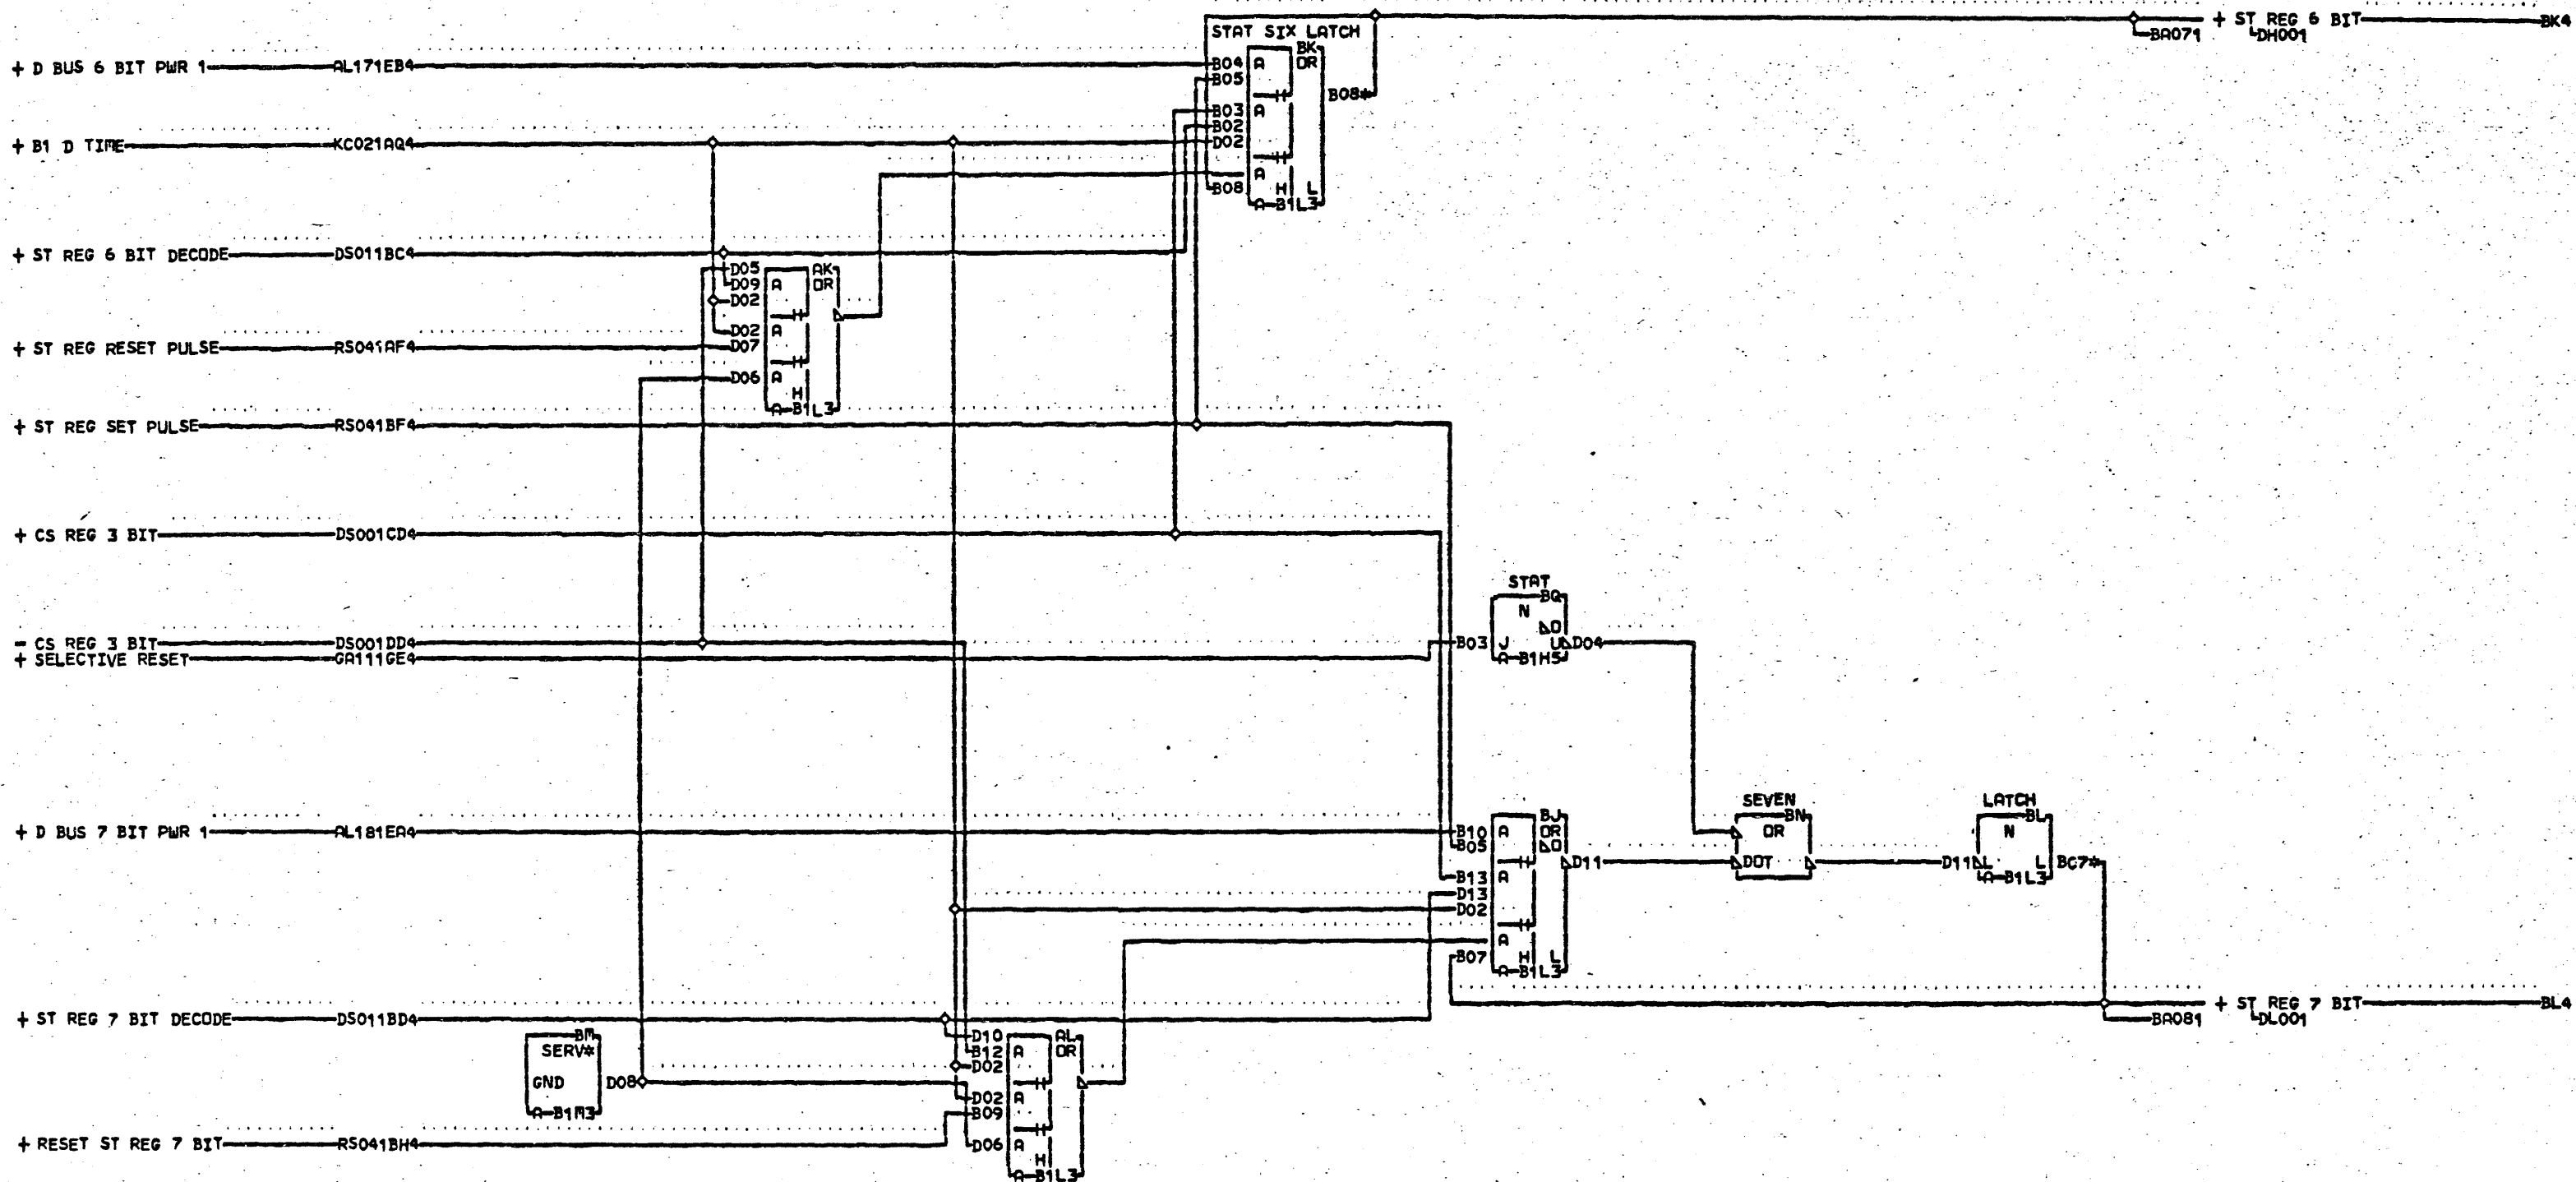 + ST REG 6 BIT BK4
BA071 DH001
STAT SIX LATCH
BK
+ D BUS 6 BIT PWR 1 AL171EB4 B04 A OR
B05
B08*
B03 A
B02
+ B1 D TIME KC021AQ4 D02
A
B08 H L
A B1L3
+ ST REG 6 BIT DECODE DS011BC4
D05 AK
D09 A OR
D02
D02 A
+ ST REG RESET PULSE RS041AF4 D07
D06 A
H
A B1L3
+ ST REG SET PULSE RS041BF4
+ CS REG 3 BIT DS001CD4
STAT
BQ
N
D
- CS REG 3 BIT DS001DD4 B03 J U D04
+ SELECTIVE RESET GA111GE4 A B1H5
SEVEN LATCH
BJ BN BL
+ D BUS 7 BIT PWR 1 AL181EA4 B10 A OR OR N
B05 D
D11 DOT D11 L L BC7*
A B1L3
B13 A
D13
D02
A
B07 H L
A B1L3
+ ST REG 7 BIT BL4
+ ST REG 7 BIT DECODE DS011BD4 BA081 DL001
BM D10 AL
SERV* B12 A OR
D02
GND D08
D02 A
A B1M3 B09
+ RESET ST REG 7 BIT RS041BH4 D06 A
H
A B1L3